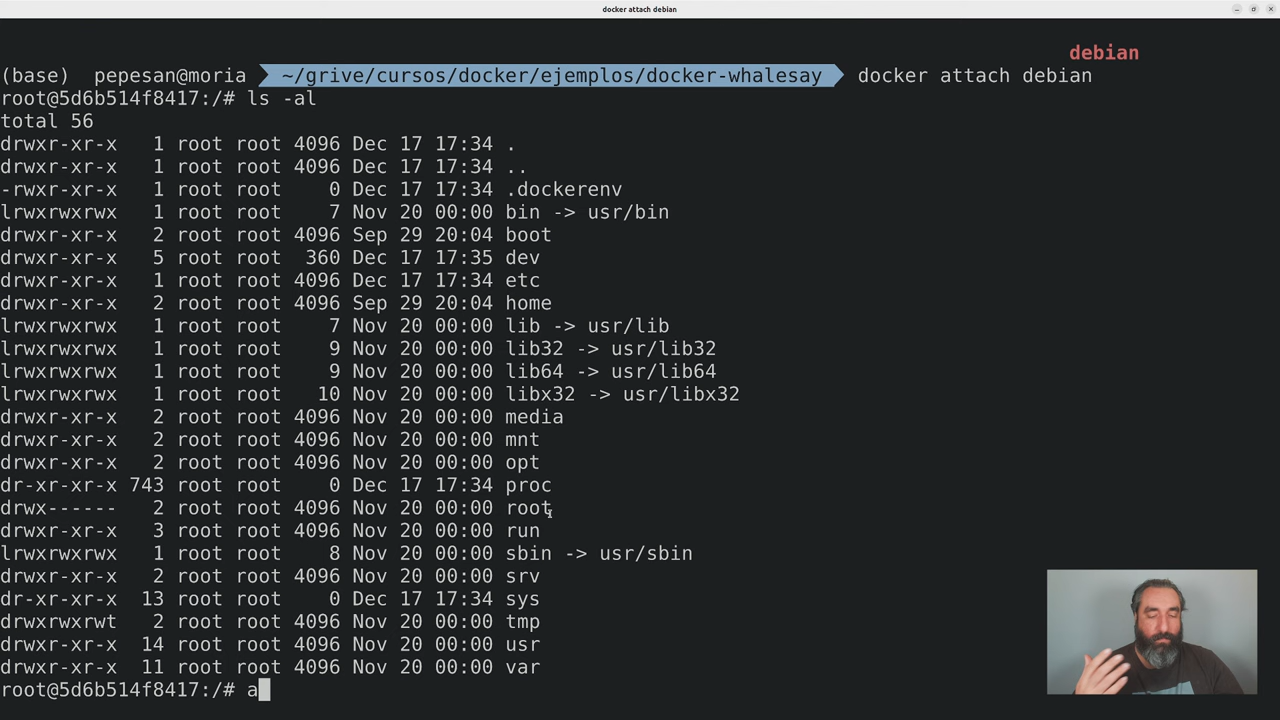 docker attach debian
debian
(base) pepesan@moria ~/grive/cursos/docker/ejemplos/docker-whalesay docker attach debian
root@5d6b514f8417:/# ls -al
total 56
drwxr-xr-x   1 root root 4096 Dec 17 17:34 .
drwxr-xr-x   1 root root 4096 Dec 17 17:34 ..
-rwxr-xr-x   1 root root    0 Dec 17 17:34 .dockerenv
lrwxrwxrwx   1 root root    7 Nov 20 00:00 bin -> usr/bin
drwxr-xr-x   2 root root 4096 Sep 29 20:04 boot
drwxr-xr-x   5 root root  360 Dec 17 17:35 dev
drwxr-xr-x   1 root root 4096 Dec 17 17:34 etc
drwxr-xr-x   2 root root 4096 Sep 29 20:04 home
lrwxrwxrwx   1 root root    7 Nov 20 00:00 lib -> usr/lib
lrwxrwxrwx   1 root root    9 Nov 20 00:00 lib32 -> usr/lib32
lrwxrwxrwx   1 root root    9 Nov 20 00:00 lib64 -> usr/lib64
lrwxrwxrwx   1 root root   10 Nov 20 00:00 libx32 -> usr/libx32
drwxr-xr-x   2 root root 4096 Nov 20 00:00 media
drwxr-xr-x   2 root root 4096 Nov 20 00:00 mnt
drwxr-xr-x   2 root root 4096 Nov 20 00:00 opt
dr-xr-xr-x 743 root root    0 Dec 17 17:34 proc
drwx------   2 root root 4096 Nov 20 00:00 root
drwxr-xr-x   3 root root 4096 Nov 20 00:00 run
lrwxrwxrwx   1 root root    8 Nov 20 00:00 sbin -> usr/sbin
drwxr-xr-x   2 root root 4096 Nov 20 00:00 srv
dr-xr-xr-x  13 root root    0 Dec 17 17:34 sys
drwxrwxrwt   2 root root 4096 Nov 20 00:00 tmp
drwxr-xr-x  14 root root 4096 Nov 20 00:00 usr
drwxr-xr-x  11 root root 4096 Nov 20 00:00 var
root@5d6b514f8417:/# a